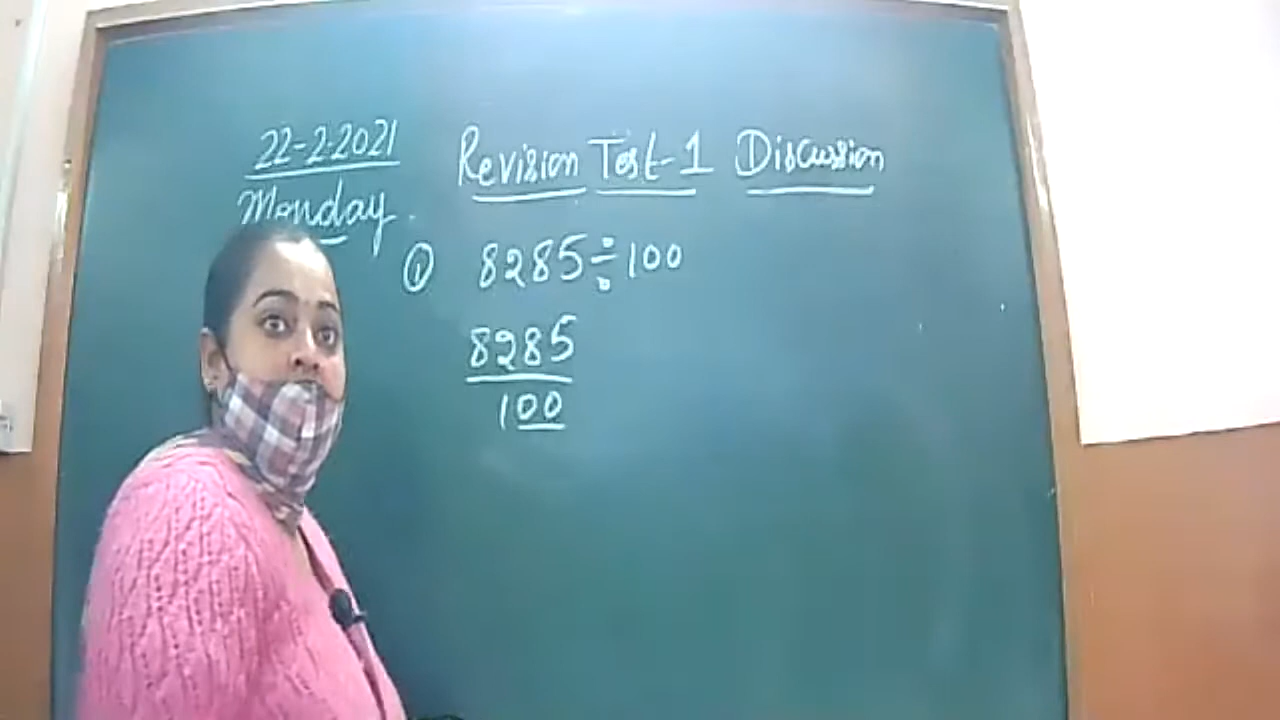 22-2-2021
Monday.
Revision Test-1 Discussion
① 8285÷100
8285
100